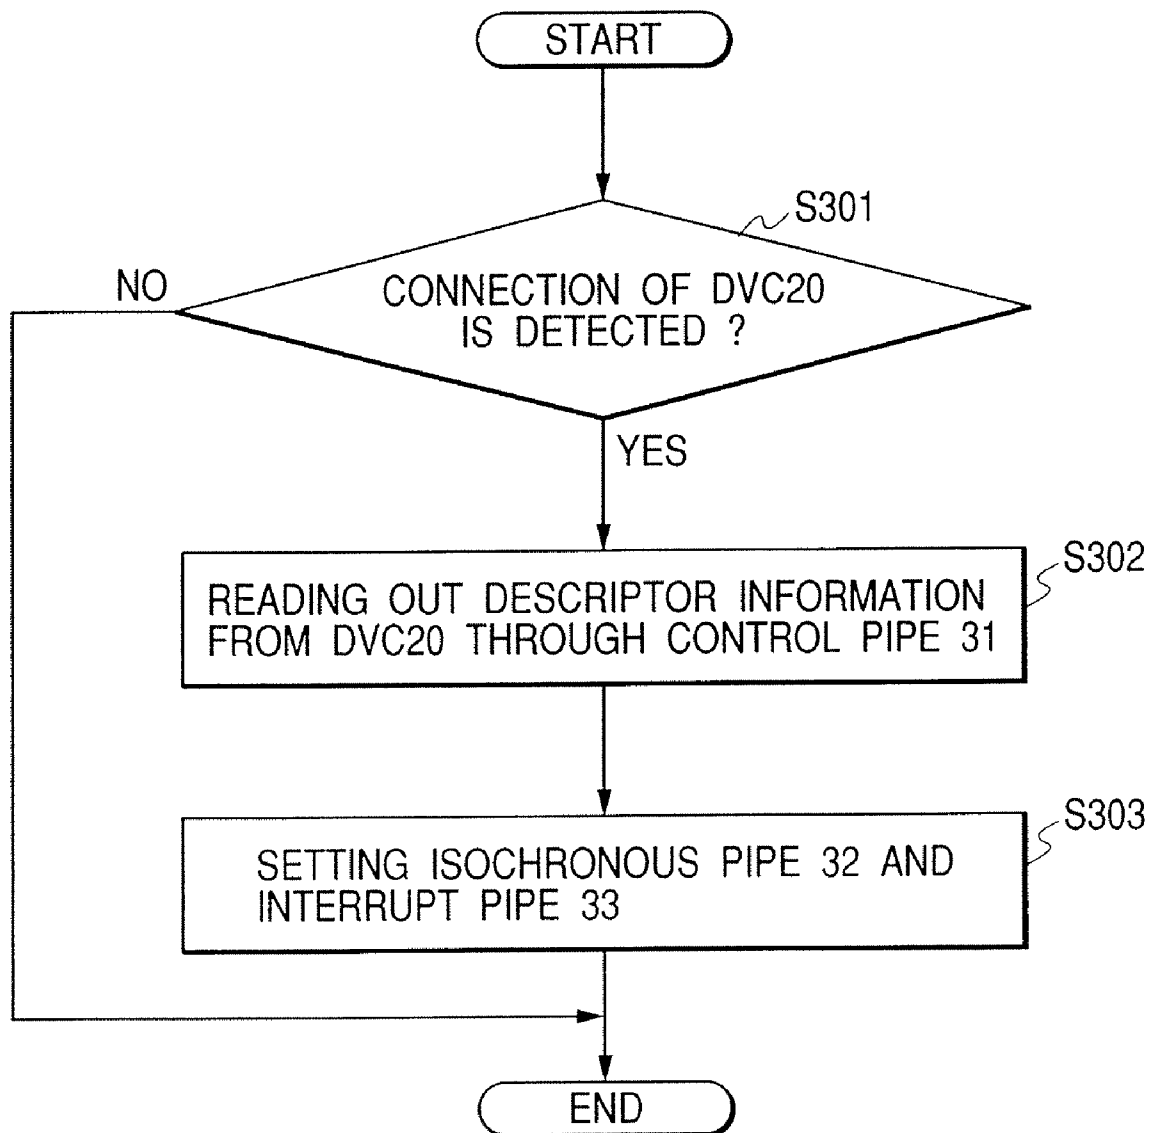 START
S301
NO
CONNECTION OF DVC20
IS DETECTED ?
YES
S302
READING OUT DESCRIPTOR INFORMATION
FROM DVC20 THROUGH CONTROL PIPE 31
S303
SETTING ISOCHRONOUS PIPE 32 AND
INTERRUPT PIPE 33
END